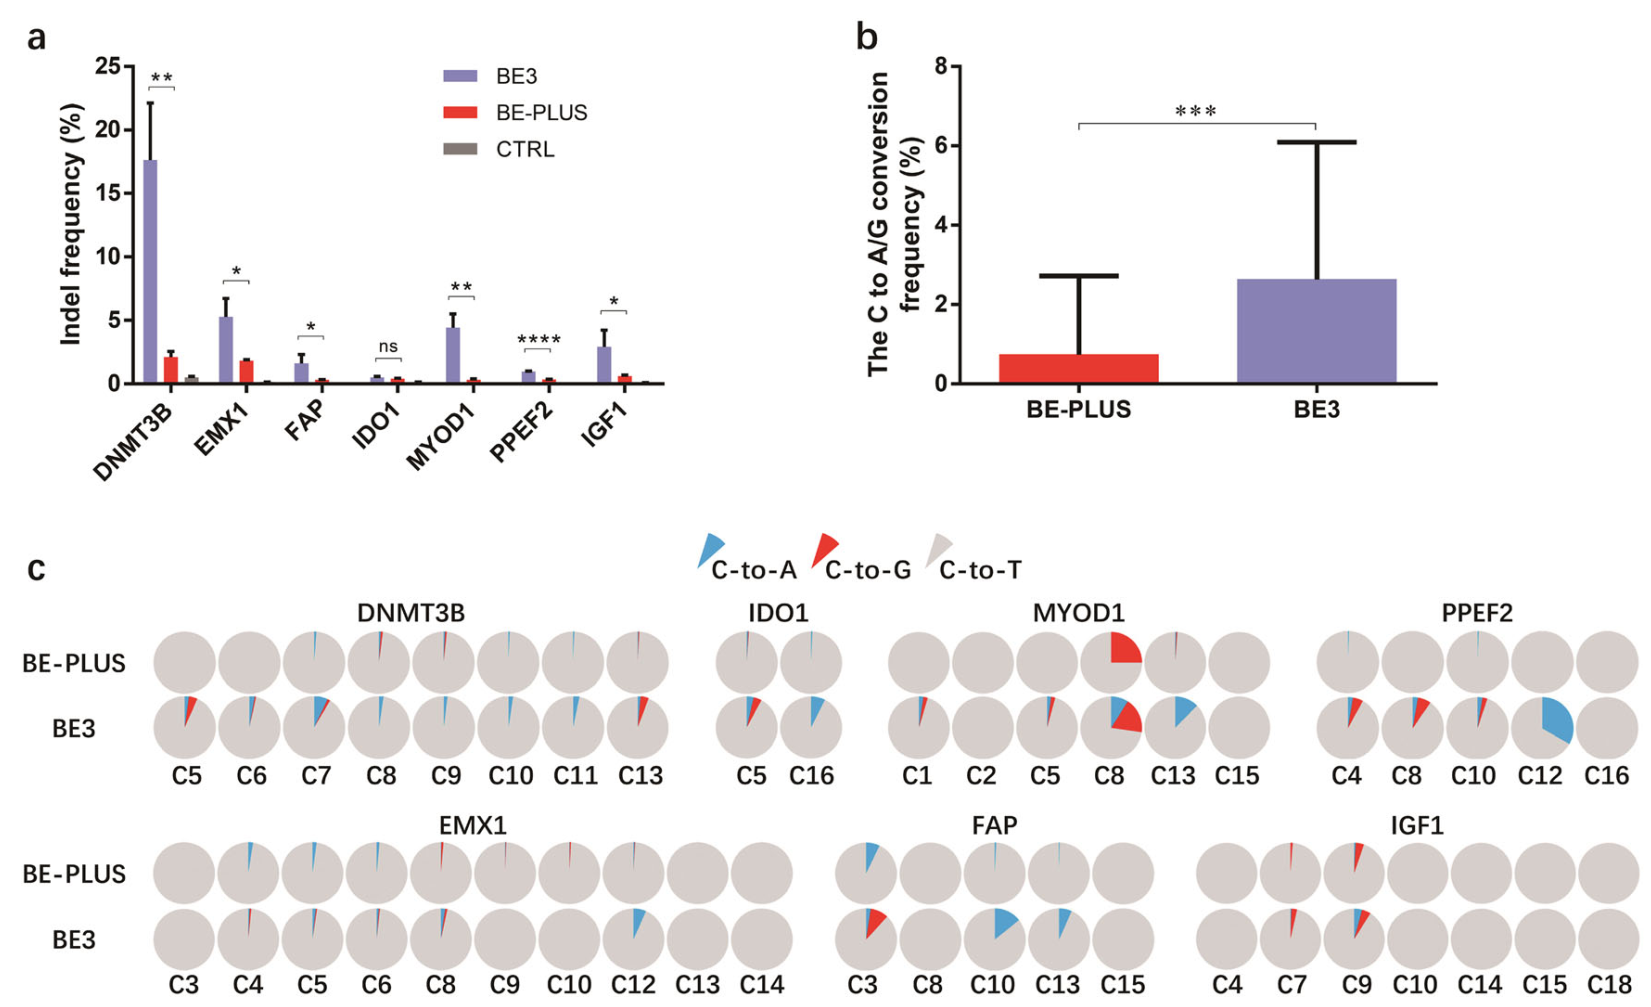 a
b
25
20
15
10
5
0
Indel frequency (%)
**
*
*
ns
**
****
*
BE3
BE-PLUS
CTRL
DNMT3B
EMX1
FAP
IDO1
MYOD1
PPEF2
IGF1
8
6
4
2
0
The C to A/G conversion
frequency (%)
***
BE-PLUS BE3
c
C-to-A C-to-G C-to-T
DNMT3B IDO1 MYOD1 PPEF2
BE-PLUS
BE3
C5 C6 C7 C8 C9 C10 C11 C13 C5 C16 C1 C2 C5 C8 C13 C15 C4 C8 C10 C12 C16
EMX1 FAP IGF1
BE-PLUS
BE3
C3 C4 C5 C6 C8 C9 C10 C12 C13 C14 C3 C8 C10 C13 C15 C4 C7 C9 C10 C14 C15 C18